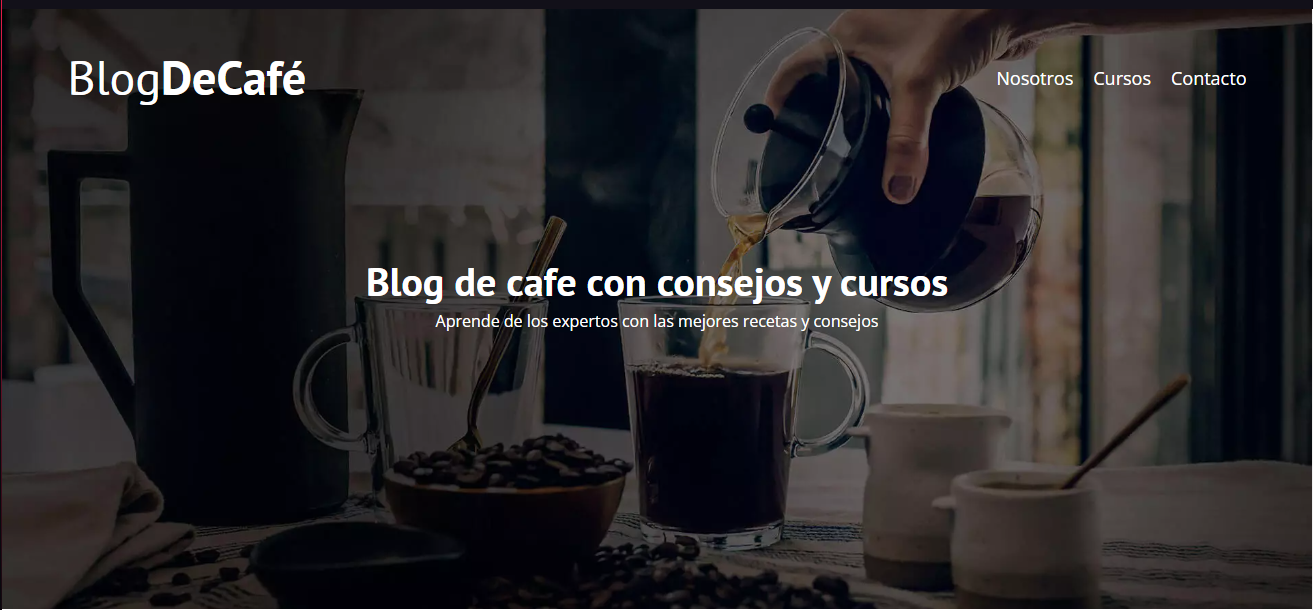 BlogDeCafé
Nosotros Cursos Contacto
Blog de cafe con consejos y cursos
Aprende de los expertos con las mejores recetas y consejos